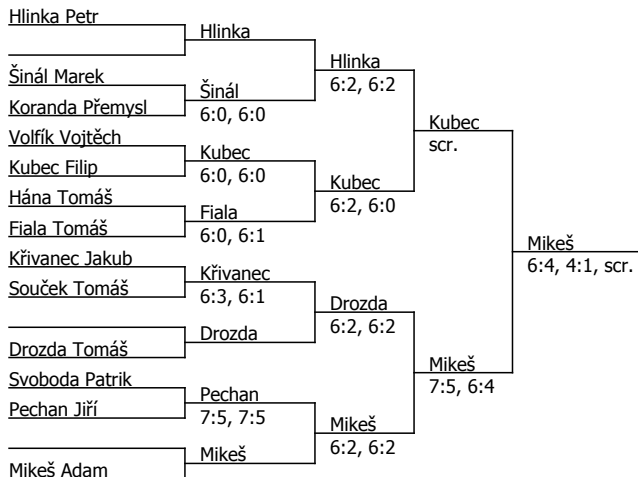 Hlinka Petr
Šinál Marek
Koranda Přemysl
Volfík Vojtěch
Kubec Filip
Hána Tomáš
Fiala Tomáš
Křivanec Jakub
Souček Tomáš
Drozda Tomáš
Svoboda Patrik
Pechan Jiří
Mikeš Adam
Hlinka
Šinál
6:0, 6:0
Kubec
6:0, 6:0
Fiala
6:0, 6:1
Křivanec
6:3, 6:1
Drozda
Pechan
7:5, 7:5
Mikeš
Hlinka
6:2, 6:2
Kubec
6:2, 6:0
Drozda
6:2, 6:2
Mikeš
6:2, 6:2
Kubec
scr.
Mikeš
7:5, 6:4
Mikeš
6:4, 4:1, scr.